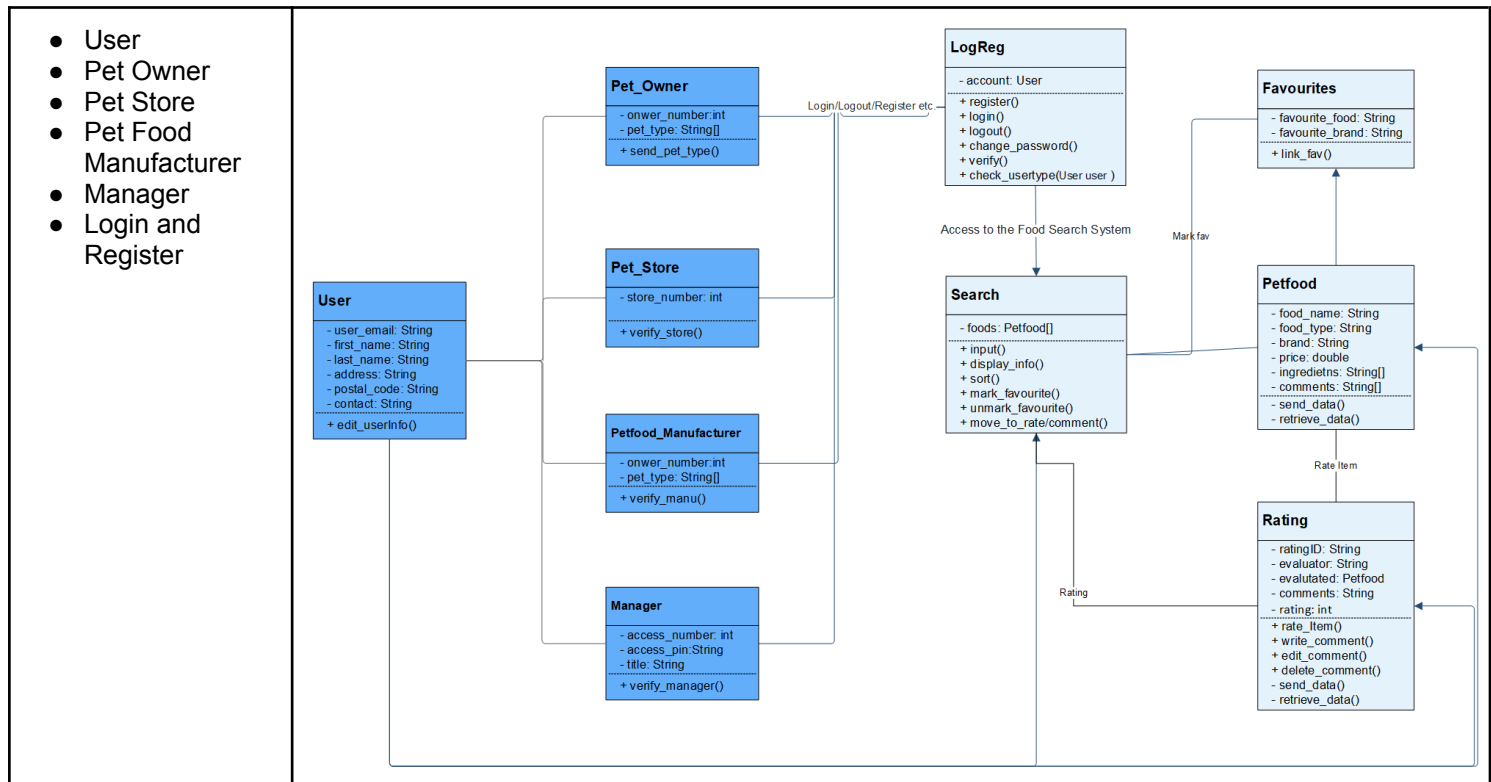 ● User
● Pet Owner
● Pet Store
● Pet Food
Manufacturer
● Manager
● Login and
Register
User
- user_email: String
- first_name: String
- last_name: String
- address: String
- postal_code: String
- contact: String
+ edit_userInfo()
Pet_Owner
- onwer_number:int
- pet_type: String[]
+ send_pet_type()
Pet_Store
- store_number: int
+ verify_store()
Petfood_Manufacturer
- onwer_number:int
- pet_type: String[]
+ verify_manu()
Manager
- access_number: int
- access_pin:String
- title: String
+ verify_manager()
Login/Logout/Register etc.
LogReg
- account: User
+ register()
+ login()
+ logout()
+ change_password()
+ verify()
+ check_usertype(User user )
Access to the Food Search System
Search
- foods: Petfood[]
+ input()
+ display_info()
+ sort()
+ mark_favourite()
+ unmark_favourite()
+ move_to_rate/comment()
Rating
Mark fav
Favourites
- favourite_food: String
- favourite_brand: String
+ link_fav()
Petfood
- food_name: String
- food_type: String
- brand: String
- price: double
- ingredietns: String[]
- comments: String[]
- send_data()
- retrieve_data()
Rate Item
Rating
- ratingID: String
- evaluator: String
- evalutated: Petfood
- comments: String
- rating: int
+ rate_Item()
+ write_comment()
+ edit_comment()
+ delete_comment()
- send_data()
- retrieve_data()